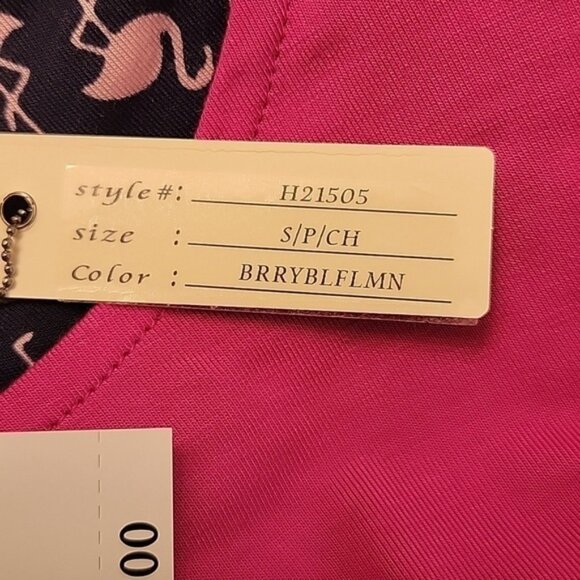 style#: H21505
size : S/P/CH
Color : BRRYBLFLMN
00